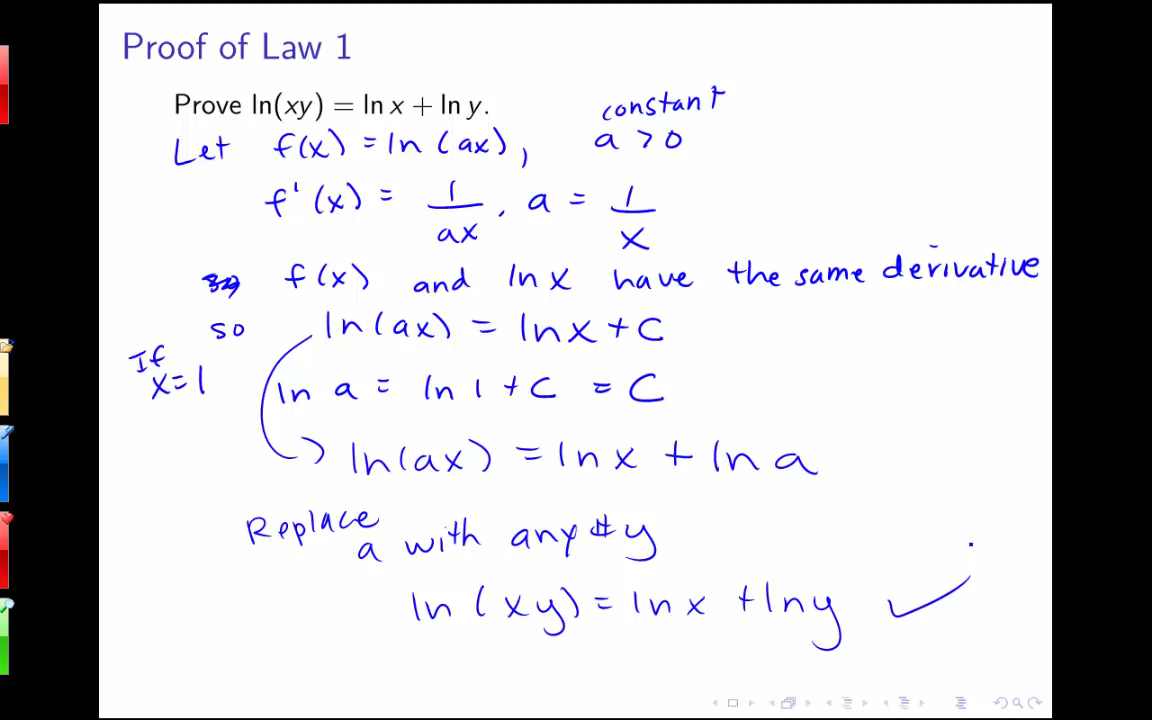 Proof of Law 1
Prove ln(xy) = ln x + ln y.
constant
Let f(x) = ln (ax), a > 0
f'(x) = 1/ax . a = 1/x
f(x) and ln x have the same derivative
so ln(ax) = ln x + C
If x=1
ln a = ln 1 + C = C
ln(ax) = ln x + ln a
Replace a with any # y
ln (xy) = ln x + ln y ✓